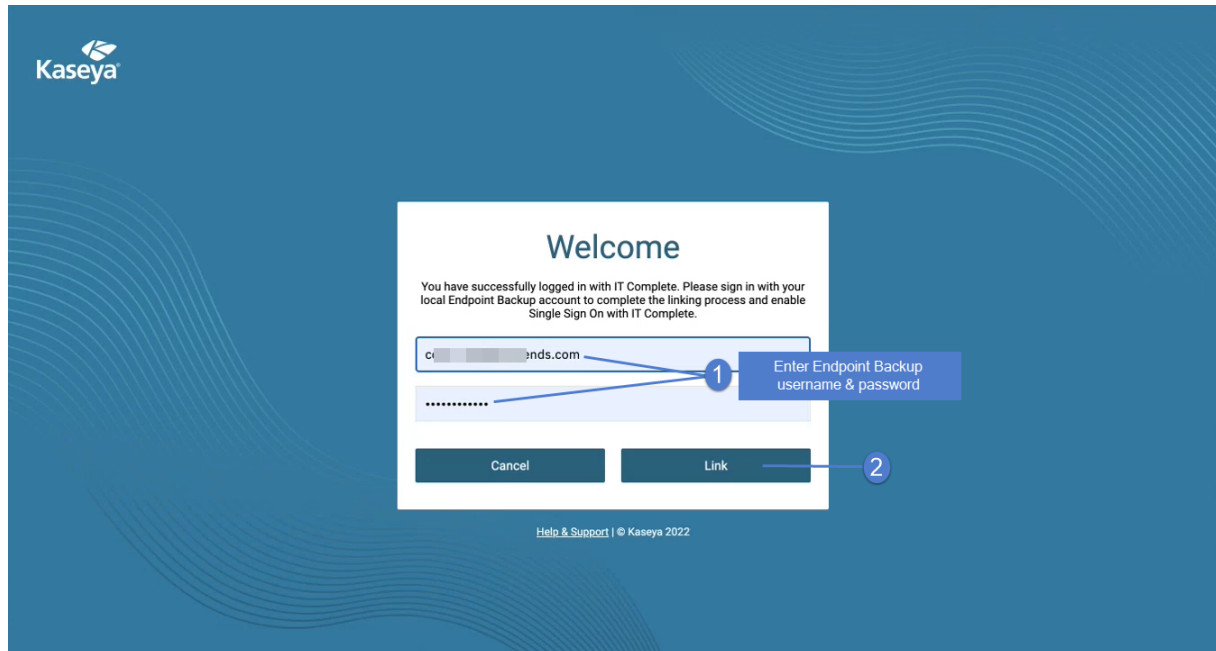 Kaseya
Welcome
You have successfully logged in with IT Complete. Please sign in with your
local Endpoint Backup account to complete the linking process and enable
Single Sign On with IT Complete.
ends.com
1
Enter Endpoint Backup
username & password
••••••••••••
Cancel
Link
2
Help & Support | © Kaseya 2022